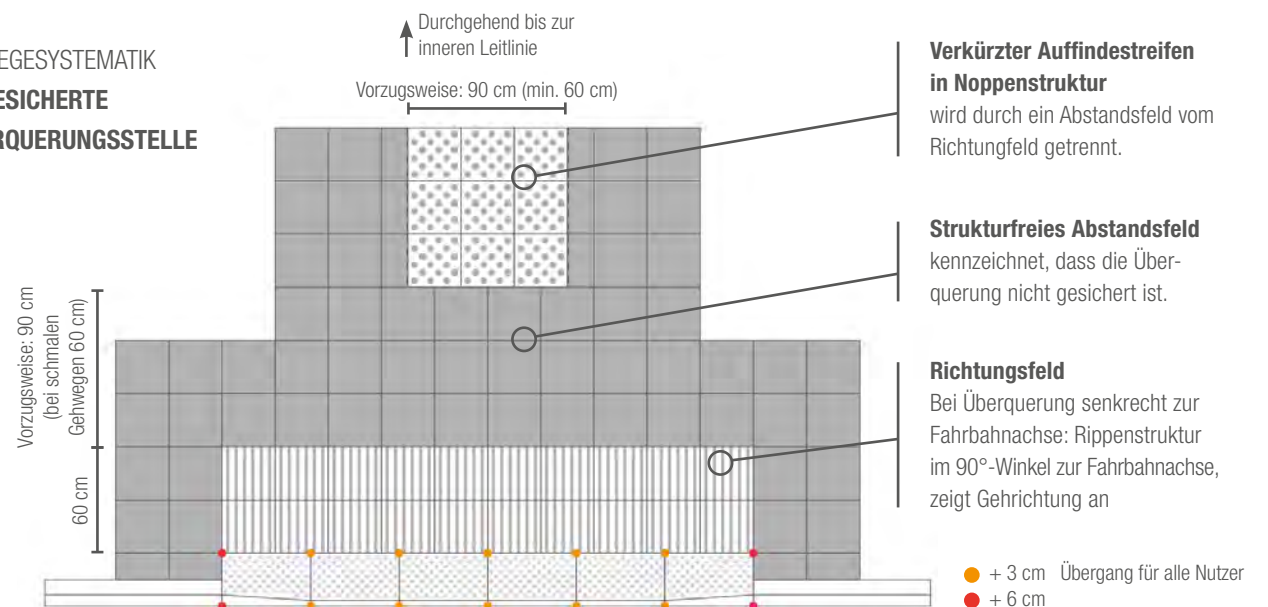 EGESYSTEMATIK
ESICHERTE
RQUERUNGSSTELLE
Durchgehend bis zur
inneren Leitlinie
Vorzugsweise: 90 cm (min. 60 cm)
Verkürzter Auffindestreifen
in Noppenstruktur
wird durch ein Abstandsfeld vom
Richtungfeld getrennt.
Strukturfreies Abstandsfeld
kennzeichnet, dass die Über-
querung nicht gesichert ist.
Vorzugsweise: 90 cm
(bei schmalen
Gehwegen 60 cm)
60 cm
Richtungsfeld
Bei Überquerung senkrecht zur
Fahrbahnachse: Rippenstruktur
im 90°-Winkel zur Fahrbahnachse,
zeigt Gehrichtung an
+ 3 cm Übergang für alle Nutzer
+ 6 cm